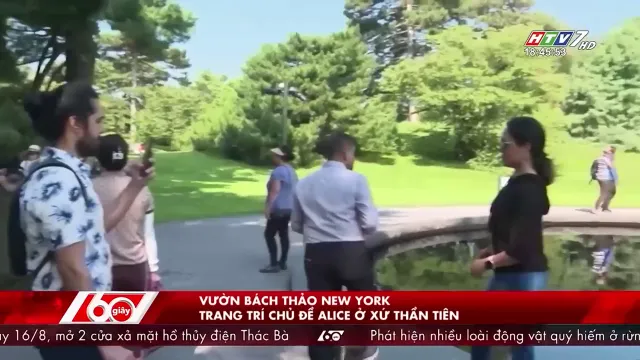 HTV7 HD
18:45:53
60 giây
VƯỜN BÁCH THẢO NEW YORK
TRANG TRÍ CHỦ ĐỀ ALICE Ở XỨ THẦN TIÊN
ày 16/8, mở 2 cửa xả mặt hồ thủy điện Thác Bà
Phát hiện nhiều loài động vật quý hiếm ở rừn